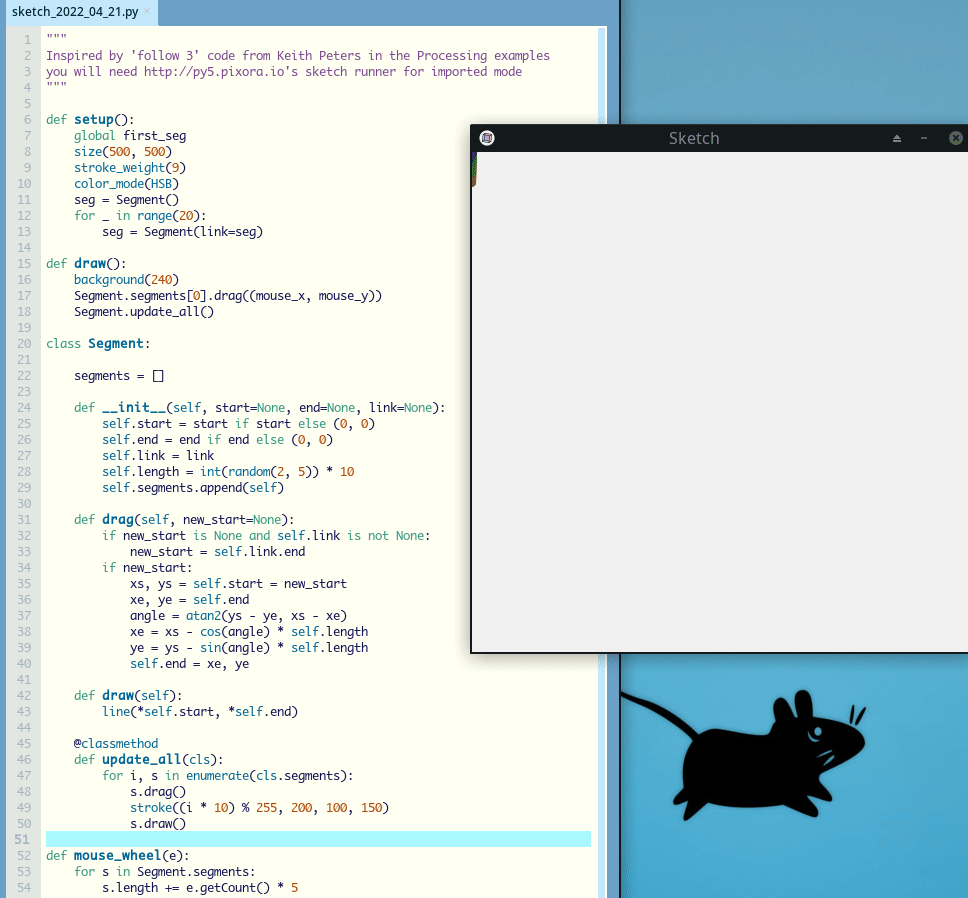 sketch_2022_04_21.py ×
Sketch
1 """
2 Inspired by 'follow 3' code from Keith Peters in the Processing examples
3 you will need http://py5.pixora.io's sketch runner for imported mode
4 """
5
6 def setup():
7     global first_seg
8     size(500, 500)
9     stroke_weight(9)
10     color_mode(HSB)
11     seg = Segment()
12     for _ in range(20):
13         seg = Segment(link=seg)
14
15 def draw():
16     background(240)
17     Segment.segments[0].drag((mouse_x, mouse_y))
18     Segment.update_all()
19
20 class Segment:
21
22     segments = []
23
24     def __init__(self, start=None, end=None, link=None):
25         self.start = start if start else (0, 0)
26         self.end = end if end else (0, 0)
27         self.link = link
28         self.length = int(random(2, 5)) * 10
29         self.segments.append(self)
30
31     def drag(self, new_start=None):
32         if new_start is None and self.link is not None:
33             new_start = self.link.end
34         if new_start:
35             xs, ys = self.start = new_start
36             xe, ye = self.end
37             angle = atan2(ys - ye, xs - xe)
38             xe = xs - cos(angle) * self.length
39             ye = ys - sin(angle) * self.length
40             self.end = xe, ye
41
42     def draw(self):
43         line(*self.start, *self.end)
44
45     @classmethod
46     def update_all(cls):
47         for i, s in enumerate(cls.segments):
48             s.drag()
49             stroke((i * 10) % 255, 200, 100, 150)
50             s.draw()
51
52 def mouse_wheel(e):
53     for s in Segment.segments:
54         s.length += e.getCount() * 5